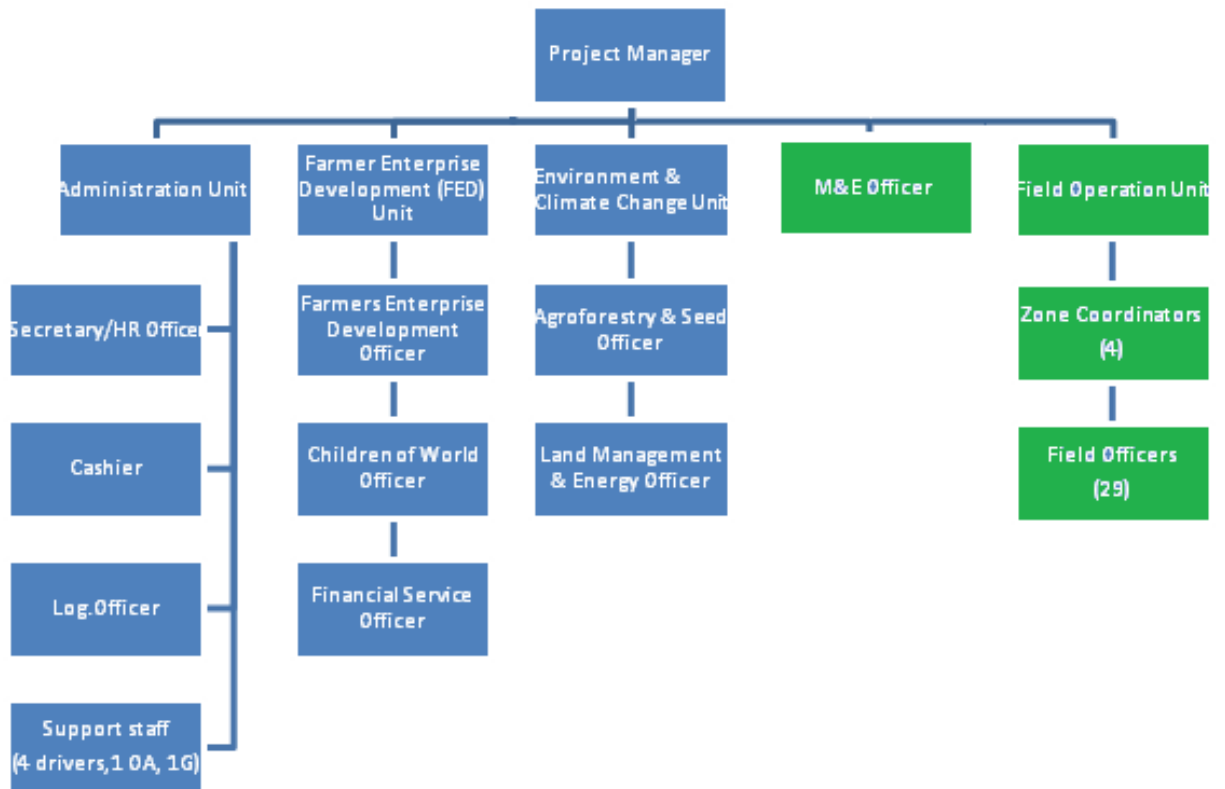 Project Manager
Administration Unit
Farmer Enterprise
Development (FED)
Unit
Environment &
Climate Change Unit
M&E Officer
Field Operation Unit
Secretary/HR Officer
Farmers Enterprise
Development
Officer
Agroforestry & Seed
Officer
Zone Coordinators
(4)
Cashier
Children of World
Officer
Land Management
& Energy Officer
Field Officers
(29)
Log.Officer
Financial Service
Officer
Support staff
(4 drivers,1 OA, 1G)